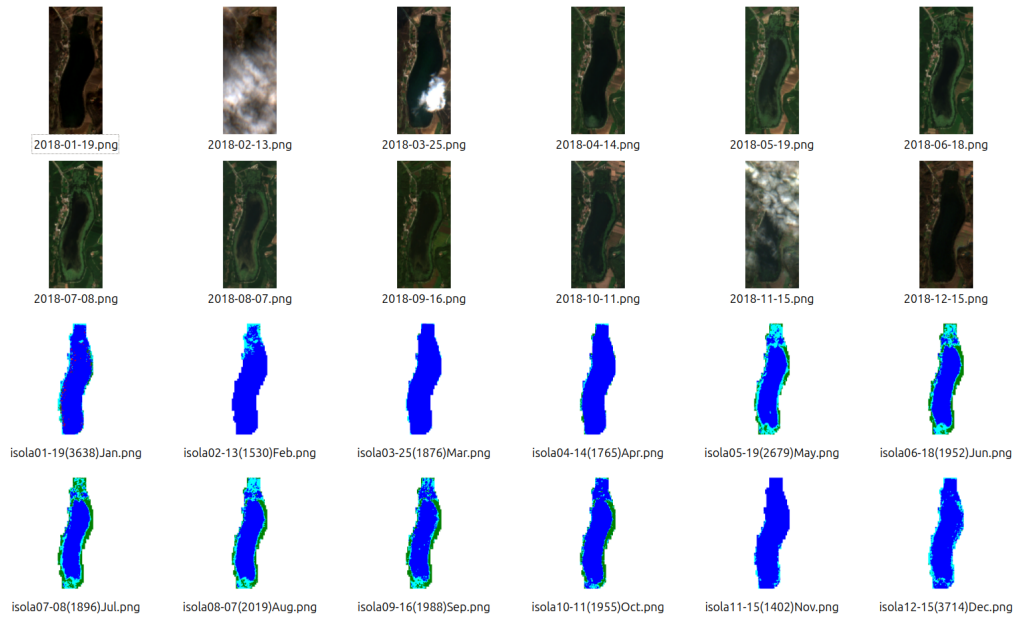 2018-01-19.png 2018-02-13.png 2018-03-25.png 2018-04-14.png 2018-05-19.png 2018-06-18.png
2018-07-08.png 2018-08-07.png 2018-09-16.png 2018-10-11.png 2018-11-15.png 2018-12-15.png
isola01-19(3638)Jan.png isola02-13(1530)Feb.png isola03-25(1876)Mar.png isola04-14(1765)Apr.png isola05-19(2679)May.png isola06-18(1952)Jun.png
isola07-08(1896)Jul.png isola08-07(2019)Aug.png isola09-16(1988)Sep.png isola10-11(1955)Oct.png isola11-15(1402)Nov.png isola12-15(3714)Dec.png